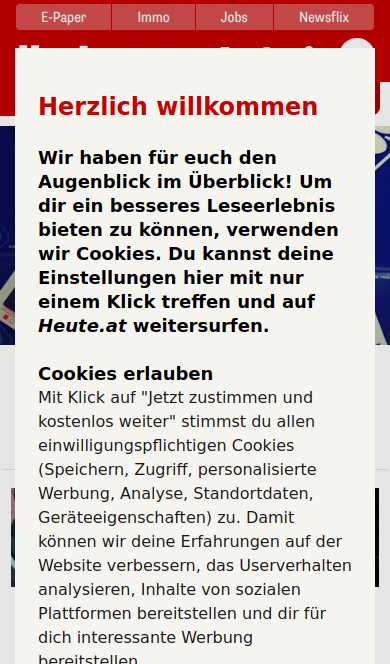 E-Paper
Immo
Jobs
Newsflix
Herzlich willkommen
Wir haben für euch den
Augenblick im Überblick! Um
dir ein besseres Leseerlebnis
bieten zu können, verwenden
wir Cookies. Du kannst deine
Einstellungen hier mit nur
einem Klick treffen und auf
Heute.at weitersurfen.
Cookies erlauben
Mit Klick auf "Jetzt zustimmen und
kostenlos weiter" stimmst du allen
einwilligungspflichtigen Cookies
(Speichern, Zugriff, personalisierte
Werbung, Analyse, Standortdaten,
Geräteeigenschaften) zu. Damit
können wir deine Erfahrungen auf der
Website verbessern, das Userverhalten
analysieren, Inhalte von sozialen
Plattformen bereitstellen und dir für
dich interessante Werbung
bereitstellen